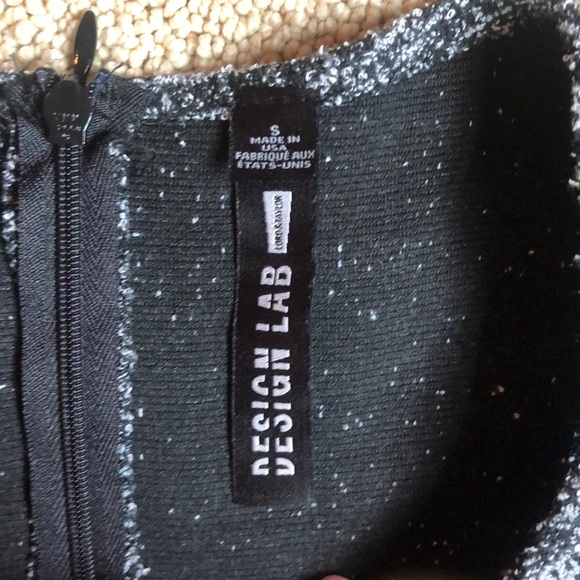 S
MADE IN
USA
FABRIQUÉ AUX
ÉTATS-UNIS
LORD & TAYLOR
DESIGN LAB